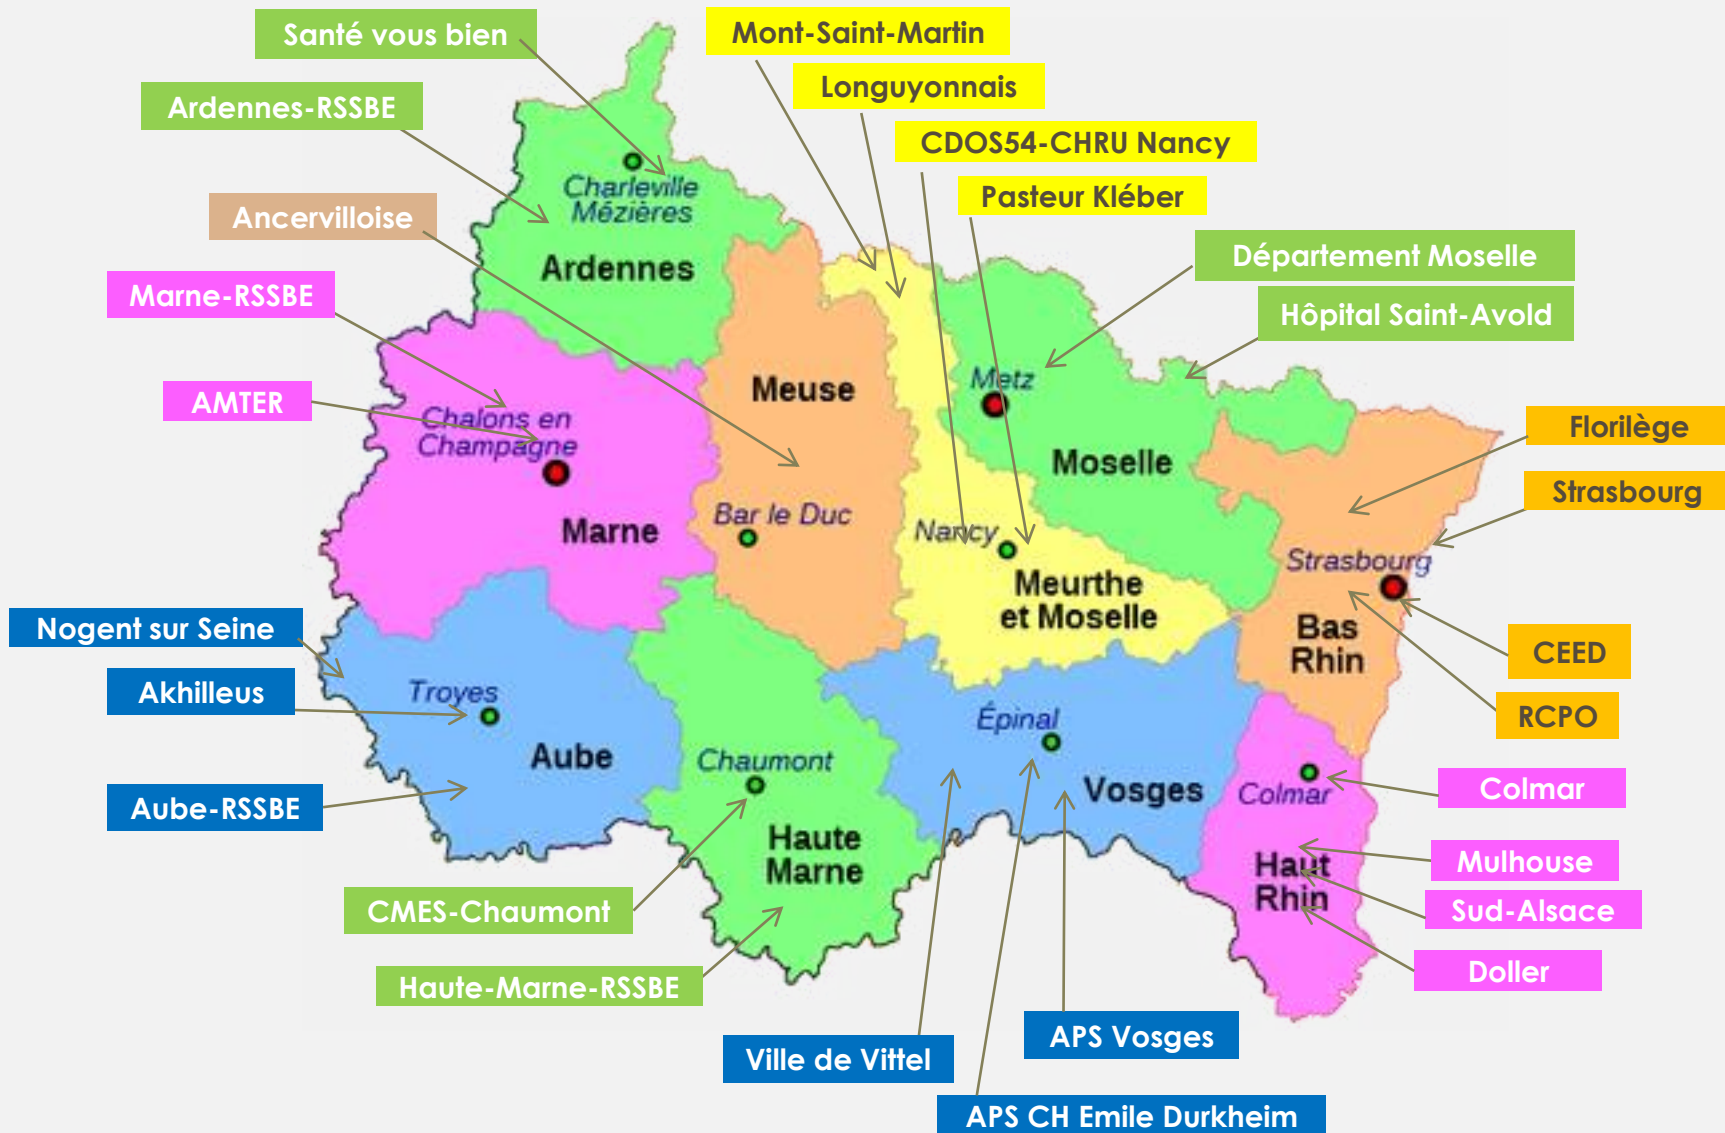 Santé vous bien
Mont-Saint-Martin
Longuyonnais
Ardennes-RSSBE
CDOS54-CHRU Nancy
Pasteur Kléber
Charleville
Mézières
Ancervilloise
Ardennes
Département Moselle
Marne-RSSBE
Hôpital Saint-Avold
AMTER
Metz
Meuse
Chalons en
Champagne
Florilège
Moselle
Strasbourg
Bar le Duc
Marne
Nancy
Strasbourg
Meurthe
et Moselle
Nogent sur Seine
Bas
Rhin
CEED
Akhilleus
Troyes
RCPO
Épinal
Aube
Chaumont
Vosges
Colmar
Colmar
Aube-RSSBE
Haute
Marne
Mulhouse
Haut
Rhin
CMES-Chaumont
Sud-Alsace
Haute-Marne-RSSBE
Doller
APS Vosges
Ville de Vittel
APS CH Emile Durkheim